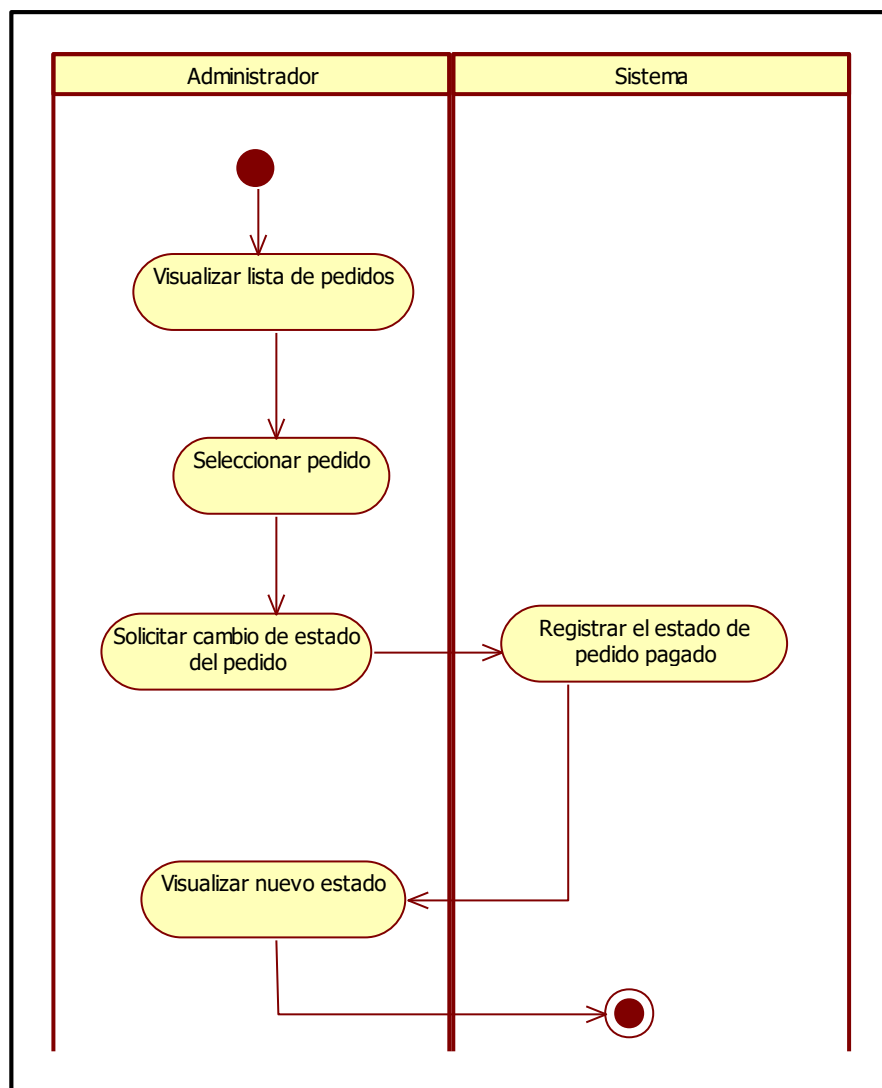 Administrador
Sistema
Visualizar lista de pedidos
Seleccionar pedido
Solicitar cambio de estado
del pedido
Registrar el estado de
pedido pagado
Visualizar nuevo estado